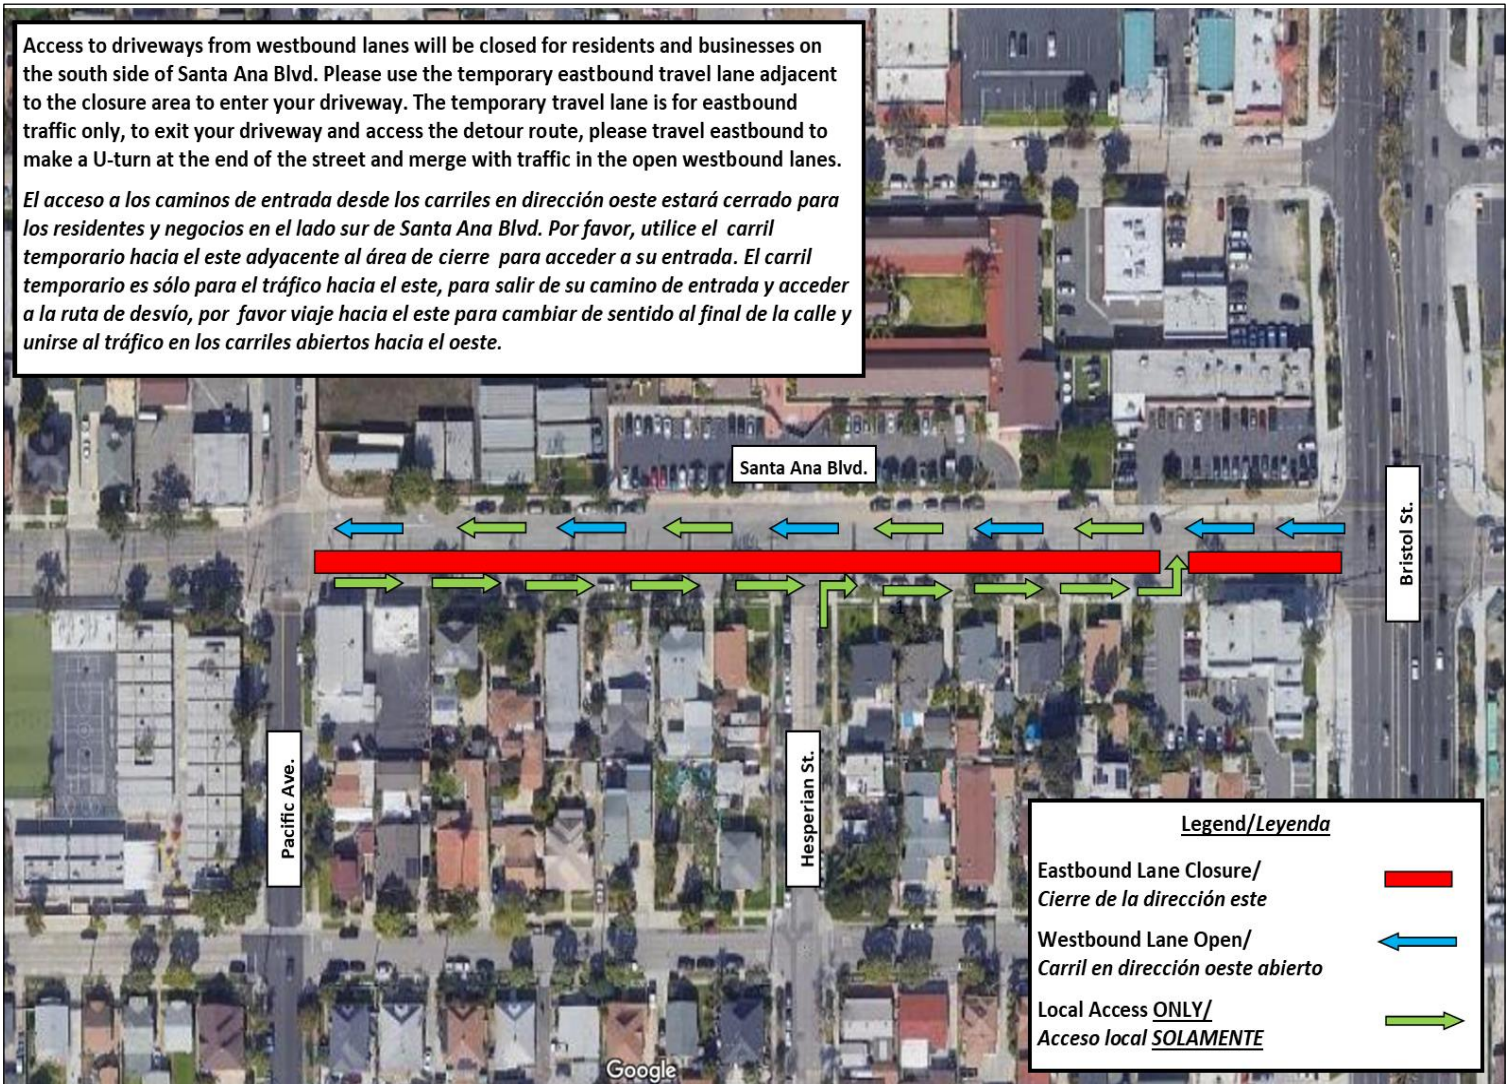 Access to driveways from westbound lanes will be closed for residents and businesses on
the south side of Santa Ana Blvd. Please use the temporary eastbound travel lane adjacent
to the closure area to enter your driveway. The temporary travel lane is for eastbound
traffic only, to exit your driveway and access the detour route, please travel eastbound to
make a U-turn at the end of the street and merge with traffic in the open westbound lanes.
El acceso a los caminos de entrada desde los carriles en dirección oeste estará cerrado para
los residentes y negocios en el lado sur de Santa Ana Blvd. Por favor, utilice el carril
temporario hacia el este adyacente al área de cierre para acceder a su entrada. El carril
temporario es sólo para el tráfico hacia el este, para salir de su camino de entrada y acceder
a la ruta de desvío, por favor viaje hacia el este para cambiar de sentido al final de la calle y
unirse al tráfico en los carriles abiertos hacia el oeste.
Santa Ana Blvd.
Bristol St.
1
Pacific Ave.
Hesperian St.
Legend/Leyenda
Eastbound Lane Closure/
Cierre de la dirección este
Westbound Lane Open/
Carril en dirección oeste abierto
Local Access ONLY/
Acceso local SOLAMENTE
Google